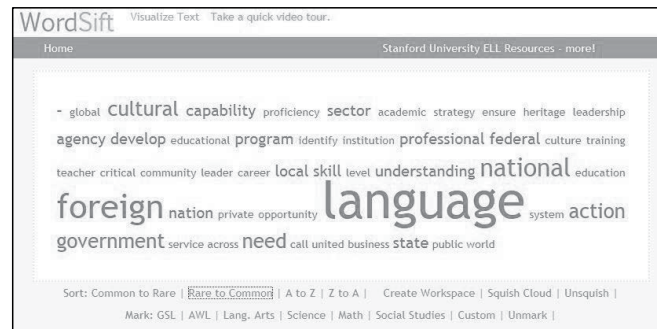 WordSift Visualize Text Take a quick video tour.
Home Stanford University ELL Resources - more!
- global cultural capability proficiency sector academic strategy ensure heritage leadership
agency develop educational program identify institution professional federal culture training
teacher critical community leader career local skill level understanding national education
foreign nation private opportunity language system action
government service across need call united business state public world
Sort: Common to Rare | Rare to Common | A to Z | Z to A | Create Workspace | Squish Cloud | Unsquish |
Mark: GSL | AWL | Lang. Arts | Science | Math | Social Studies | Custom | Unmark |